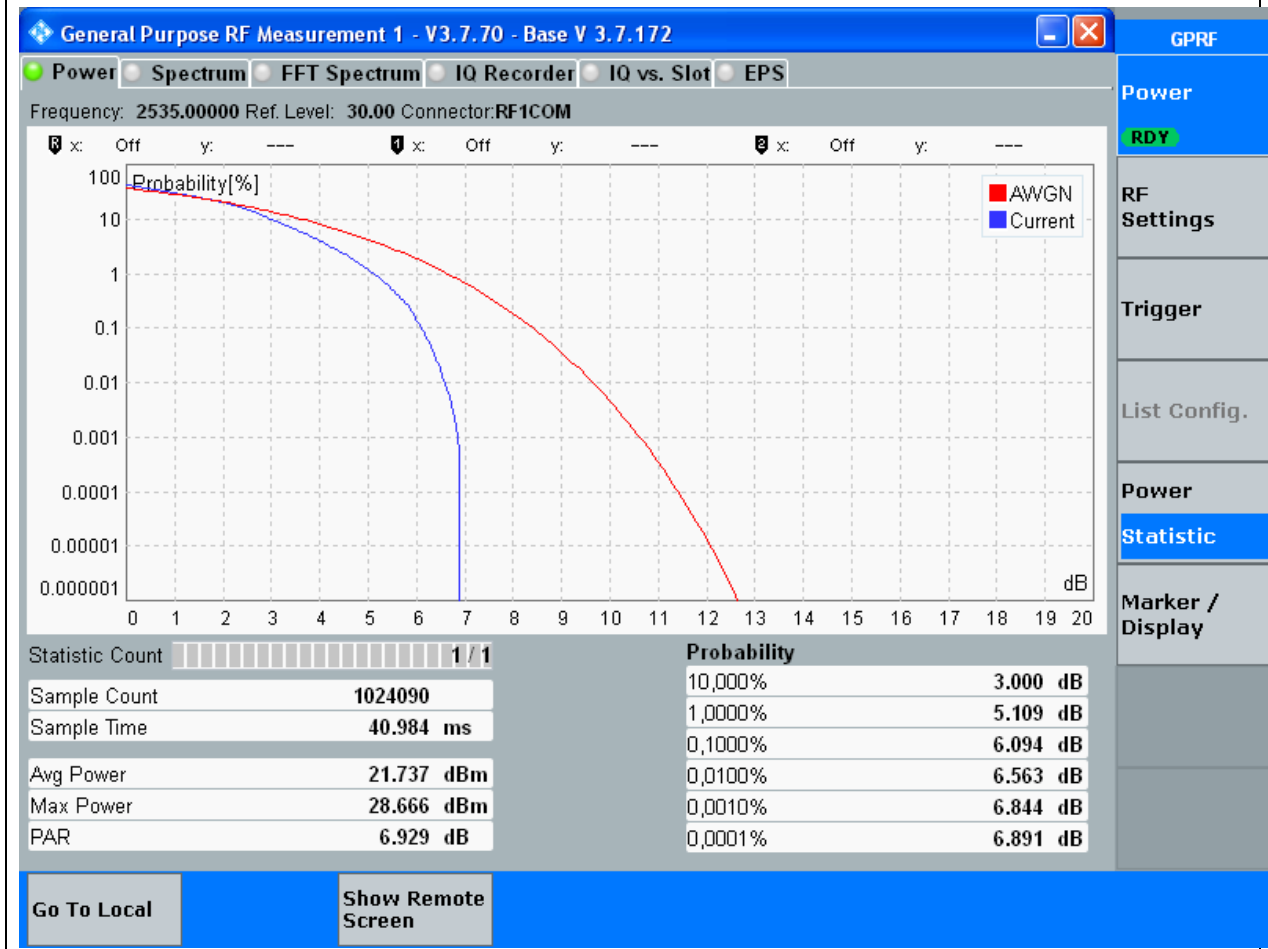 General Purpose RF Measurement 1 - V3.7.70 - Base V 3.7.172
GPRF
Power Spectrum FFT Spectrum IQ Recorder IQ vs. Slot EPS
Frequency: 2535.00000 Ref. Level: 30.00 Connector:RF1COM
R x: Off y: --- 1 x: Off y: --- 2 x: Off y: ---
Probability[%]
100
10
1
0.1
0.01
0.001
0.0001
0.00001
0.000001
AWGN
Current
dB
0 1 2 3 4 5 6 7 8 9 10 11 12 13 14 15 16 17 18 19 20
Statistic Count 1 / 1
Sample Count 1024090
Sample Time 40.984 ms
Avg Power 21.737 dBm
Max Power 28.666 dBm
PAR 6.929 dB
Probability
10,000% 3.000 dB
1,0000% 5.109 dB
0,1000% 6.094 dB
0,0100% 6.563 dB
0,0010% 6.844 dB
0,0001% 6.891 dB
Power
RDY
RF
Settings
Trigger
List Config.
Power
Statistic
Marker /
Display
Go To Local
Show Remote
Screen